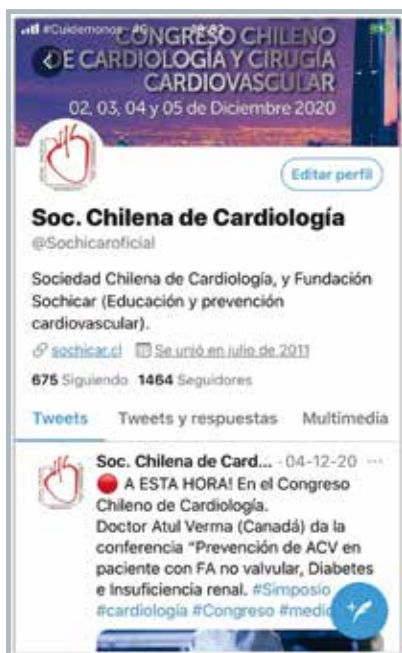 #Cuidemonos 4G
CONGRESO CHILENO
DE CARDIOLOGÍA Y CIRUGÍA
CARDIOVASCULAR
02, 03, 04 y 05 de Diciembre 2020
Editar perfil
Soc. Chilena de Cardiología
@Sochicaroficial
Sociedad Chilena de Cardiología, y Fundación
Sochicar (Educación y prevención
cardiovascular).
sochicar.cl Se unió en julio de 2011
675 Siguiendo 1464 Seguidores
Tweets Tweets y respuestas Multimedia
Soc. Chilena de Card... · 04-12-20 ...
A ESTA HORA! En el Congreso
Chileno de Cardiología.
Doctor Atul Verma (Canadá) da la
conferencia "Prevención de ACV en
paciente con FA no valvular, Diabetes
e Insuficiencia renal. #Simposio
#cardiología #Congreso #medic